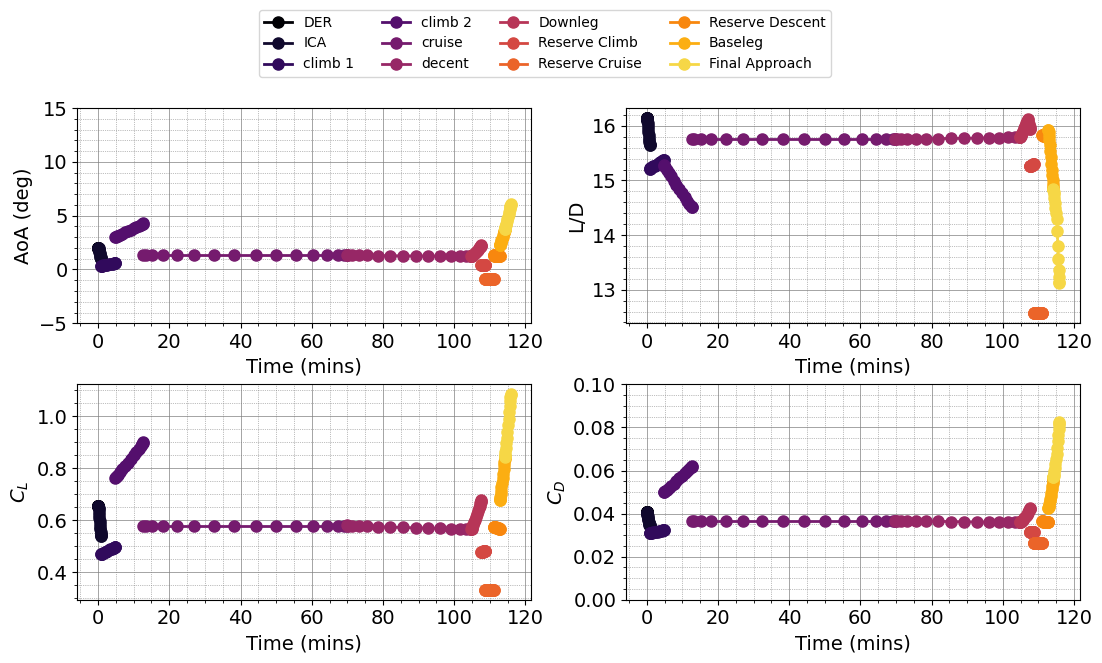 DER
ICA
climb 1
climb 2
cruise
decent
Downleg
Reserve Climb
Reserve Cruise
Reserve Descent
Baseleg
Final Approach
15
10
5
0
−5
AoA (deg)
0 20 40 60 80 100 120
Time (mins)
16
15
14
13
L/D
0 20 40 60 80 100 120
Time (mins)
1.0
0.8
0.6
0.4
C_L
0 20 40 60 80 100 120
Time (mins)
0.10
0.08
0.06
0.04
0.02
0.00
C_D
0 20 40 60 80 100 120
Time (mins)